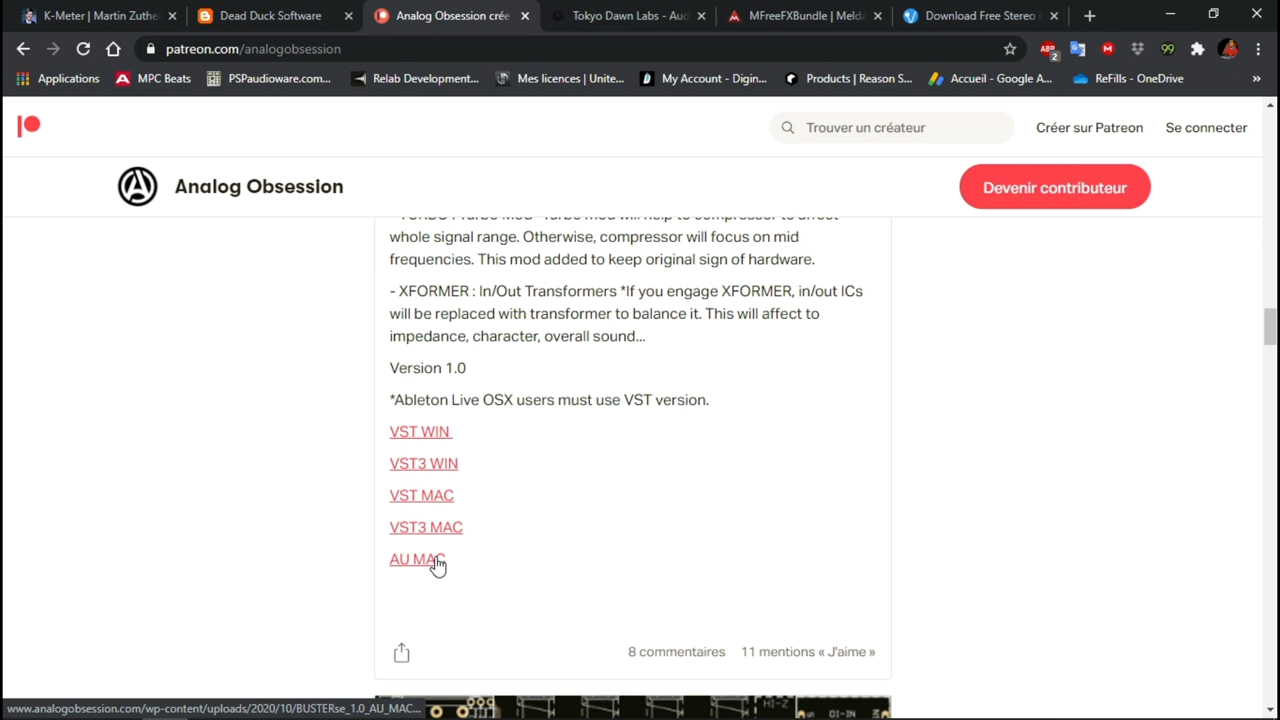 K-Meter | Martin Zuthe
Dead Duck Software
Analog Obsession crée
Tokyo Dawn Labs - Aud
MFreeFXBundle | Melda
Download Free Stereo i
patreon.com/analogobsession
ABP
2
99
Applications
MPC Beats
PSPaudioware.com...
Relab Development...
Mes licences | Unite...
My Account - Digin...
Products | Reason S...
Accueil - Google A...
ReFills - OneDrive
Trouver un créateur
Créer sur Patreon
Se connecter
Analog Obsession
Devenir contributeur
whole signal range. Otherwise, compressor will focus on mid
frequencies. This mod added to keep original sign of hardware.
- XFORMER : In/Out Transformers *If you engage XFORMER, in/out ICs
will be replaced with transformer to balance it. This will affect to
impedance, character, overall sound...
Version 1.0
*Ableton Live OSX users must use VST version.
VST WIN
VST3 WIN
VST MAC
VST3 MAC
AU MAC
8 commentaires
11 mentions « J'aime »
www.analogobsession.com/wp-content/uploads/2020/10/BUSTERse_1.0_AU_MAC...
HI-Z
OI-IN